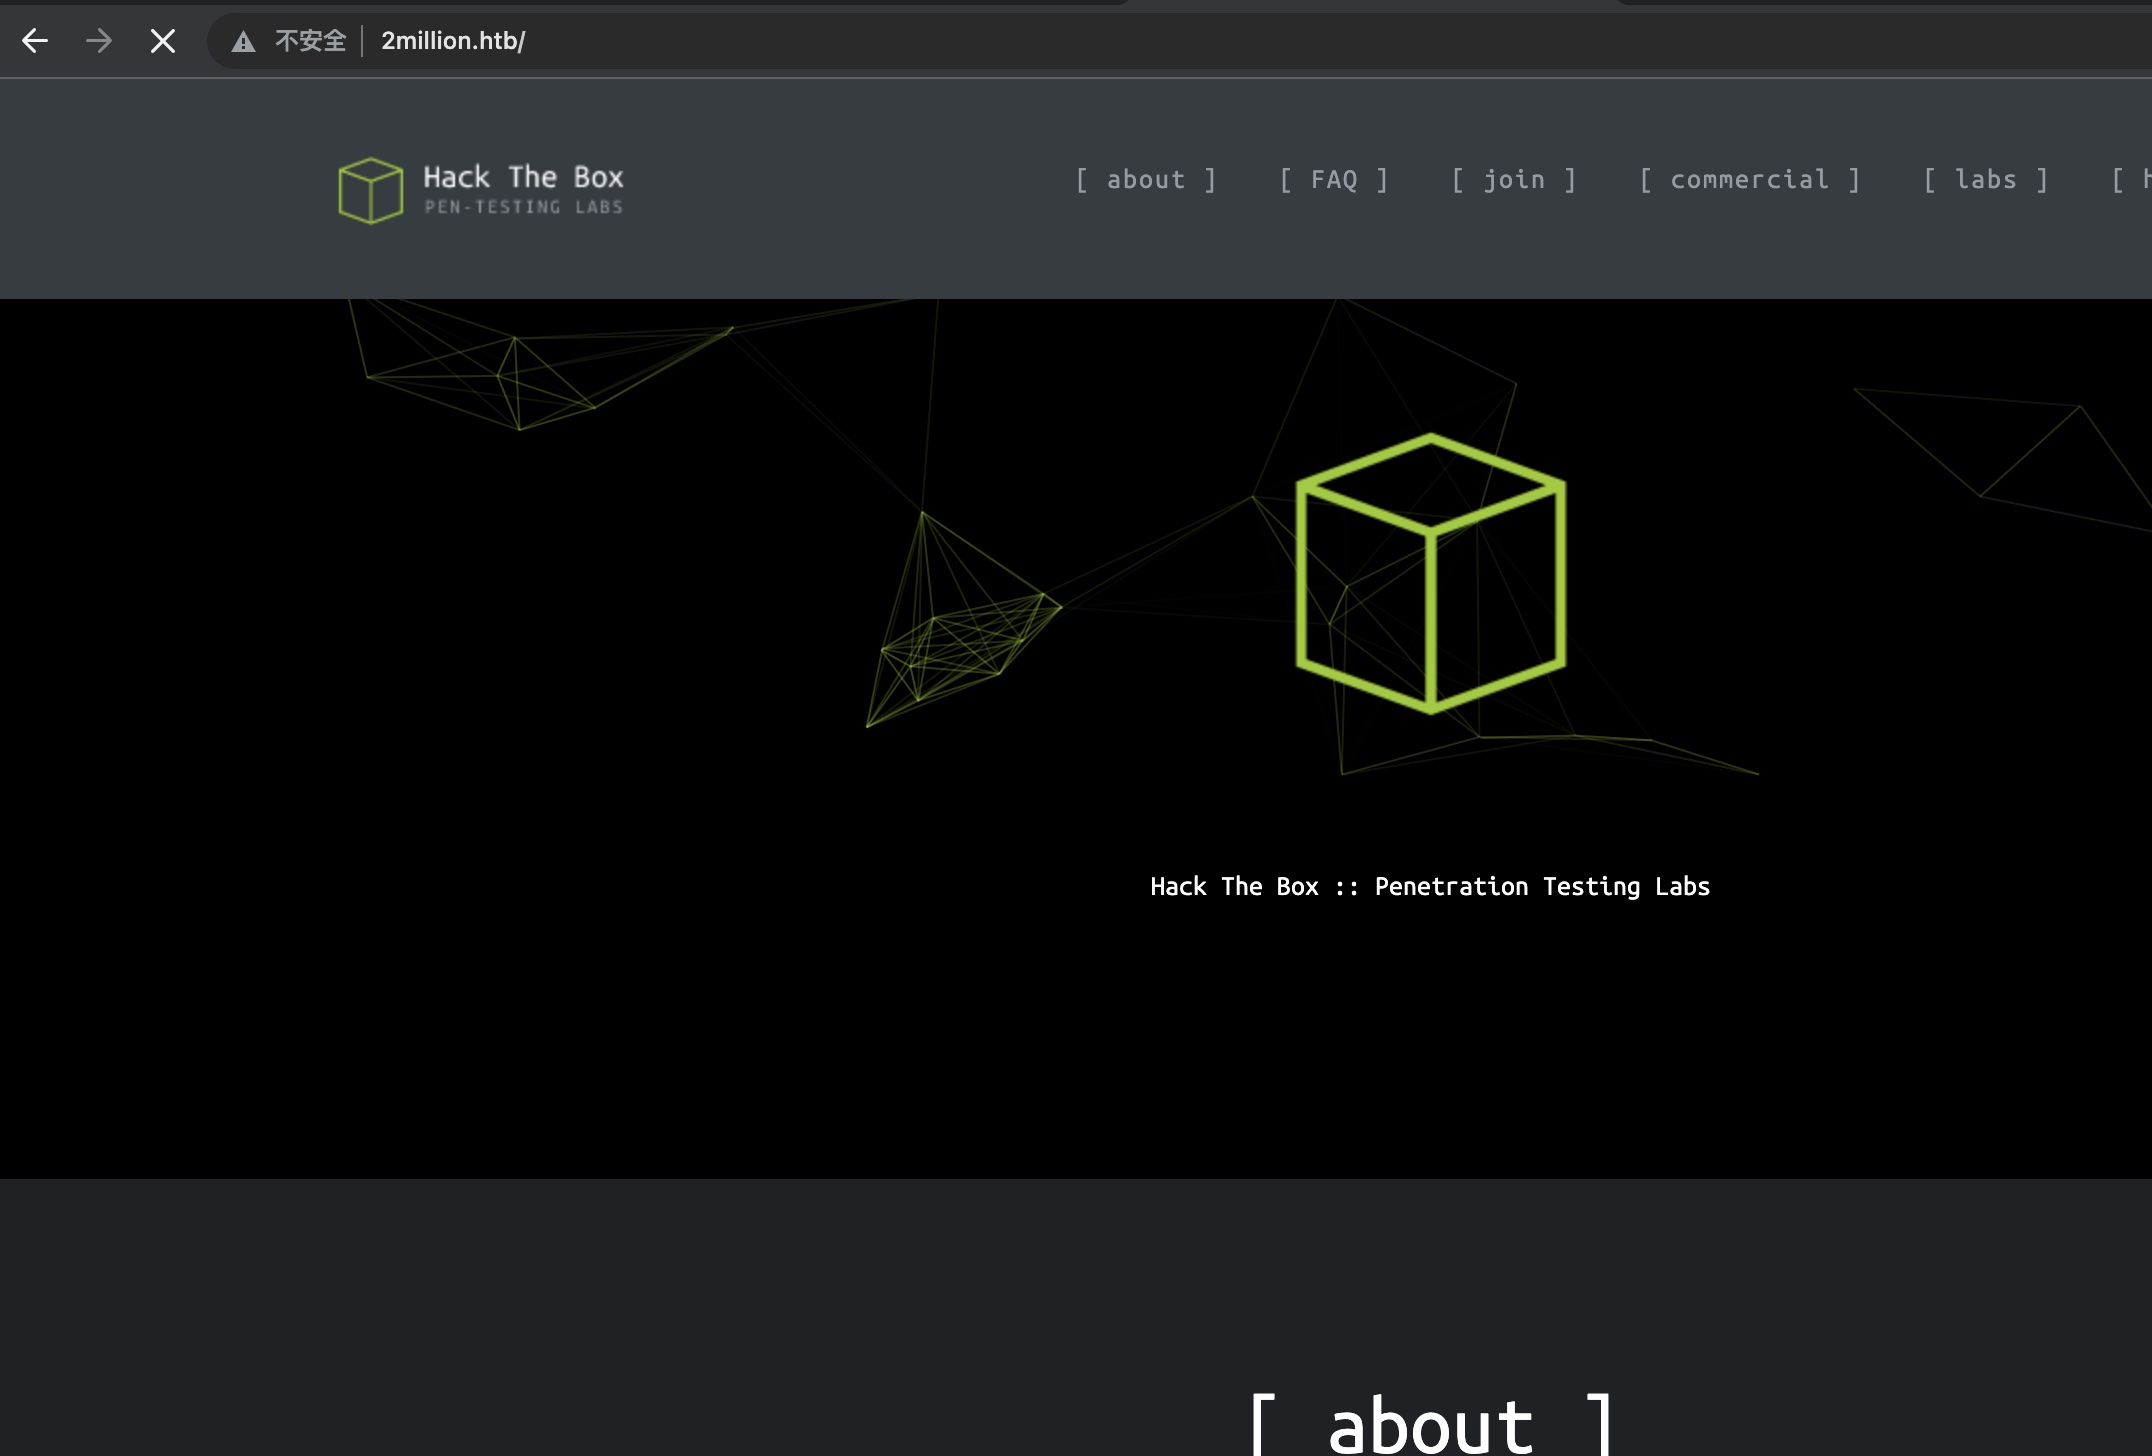 不安全 2million.htb/
Hack The Box
PEN-TESTING LABS
[ about ] [ FAQ ] [ join ] [ commercial ] [ labs ] [
Hack The Box :: Penetration Testing Labs
[ about ]